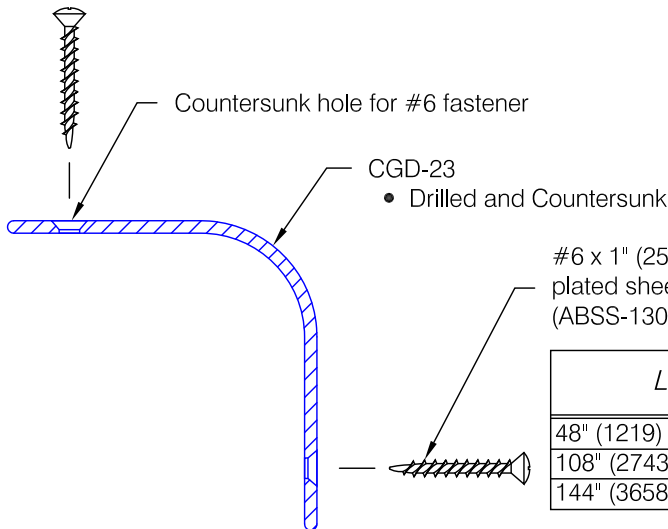 Countersunk hole for #6 fastener
CGD-23
• Drilled and Countersunk
#6 x 1" (25
plated
(ABSS-130
L
48" (1219)
108" (2743
144" (3658